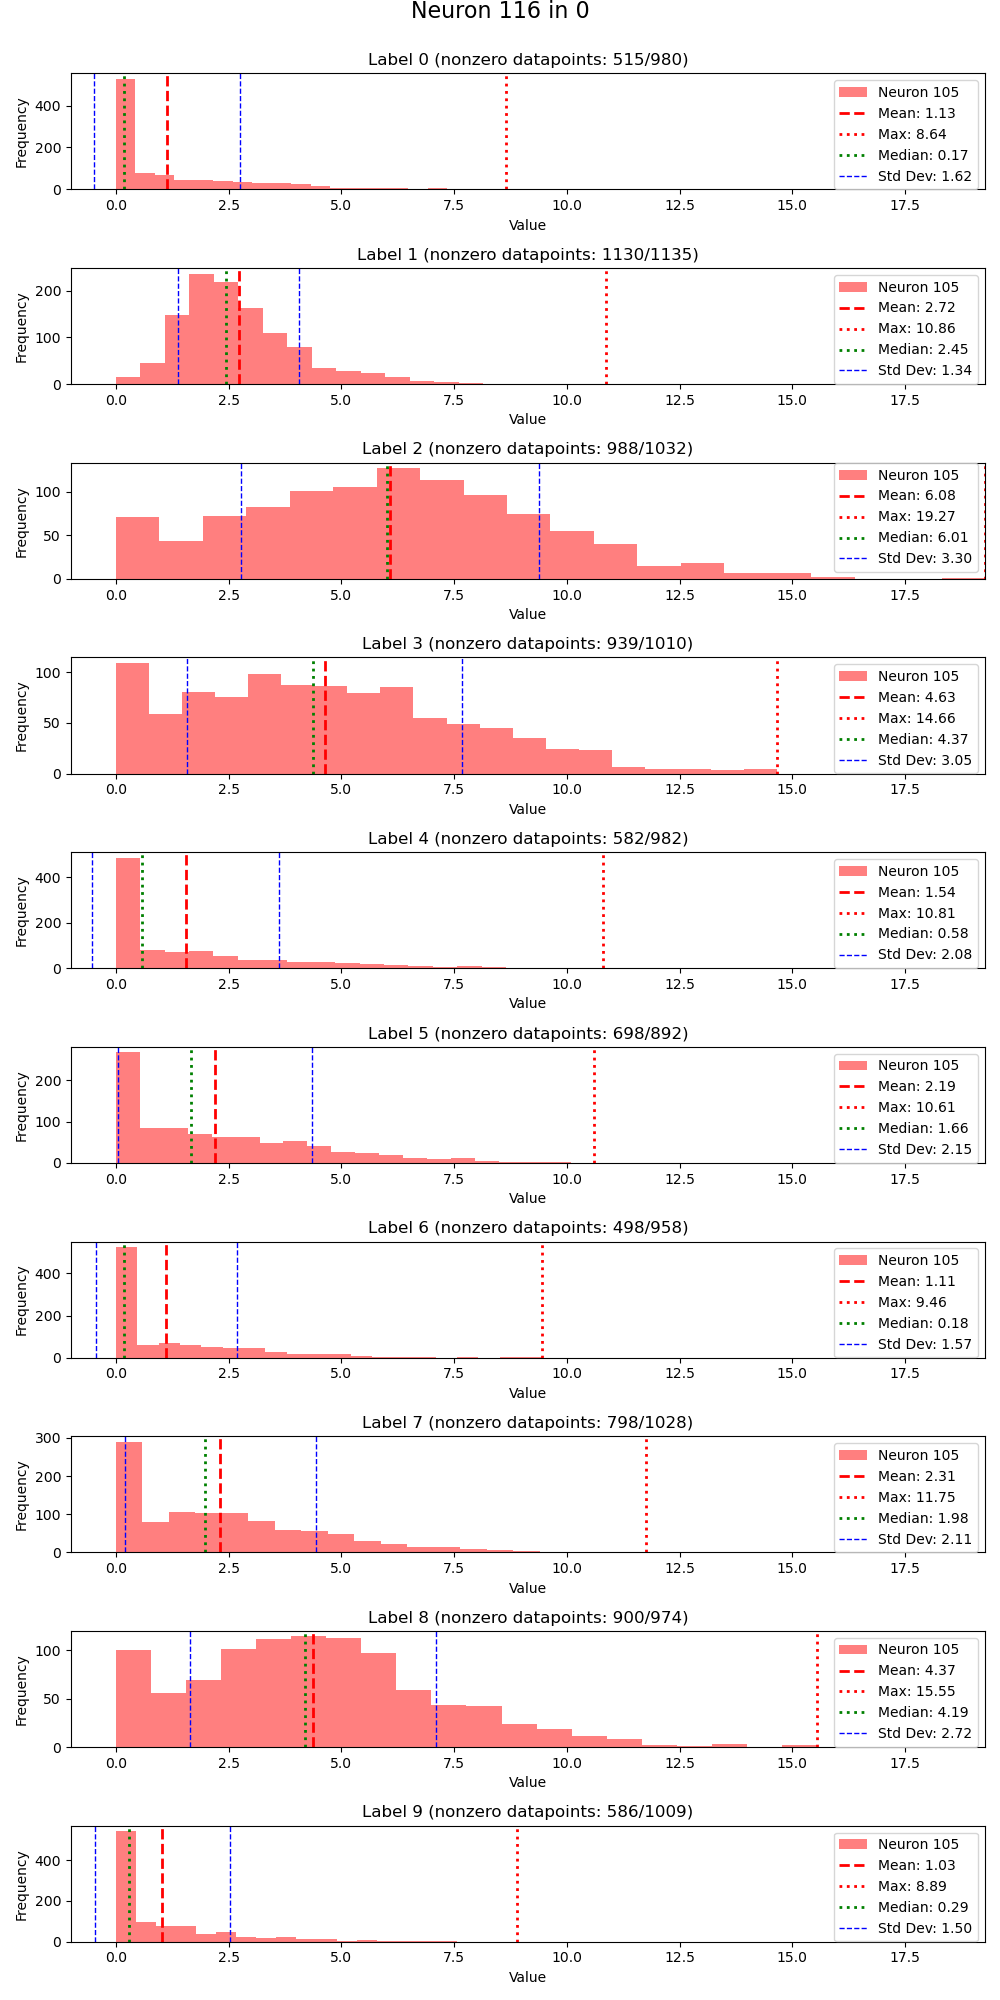 Neuron 116 in 0
Label 0 (nonzero datapoints: 515/980)
Frequency
400
200
0
Neuron 105
Mean: 1.13
Max: 8.64
Median: 0.17
Std Dev: 1.62
0.0 2.5 5.0 7.5 10.0 12.5 15.0 17.5
Value
Label 1 (nonzero datapoints: 1130/1135)
Frequency
200
100
0
Neuron 105
Mean: 2.72
Max: 10.86
Median: 2.45
Std Dev: 1.34
0.0 2.5 5.0 7.5 10.0 12.5 15.0 17.5
Value
Label 2 (nonzero datapoints: 988/1032)
Frequency
100
50
0
Neuron 105
Mean: 6.08
Max: 19.27
Median: 6.01
Std Dev: 3.30
0.0 2.5 5.0 7.5 10.0 12.5 15.0 17.5
Value
Label 3 (nonzero datapoints: 939/1010)
Frequency
100
50
0
Neuron 105
Mean: 4.63
Max: 14.66
Median: 4.37
Std Dev: 3.05
0.0 2.5 5.0 7.5 10.0 12.5 15.0 17.5
Value
Label 4 (nonzero datapoints: 582/982)
Frequency
400
200
0
Neuron 105
Mean: 1.54
Max: 10.81
Median: 0.58
Std Dev: 2.08
0.0 2.5 5.0 7.5 10.0 12.5 15.0 17.5
Value
Label 5 (nonzero datapoints: 698/892)
Frequency
200
100
0
Neuron 105
Mean: 2.19
Max: 10.61
Median: 1.66
Std Dev: 2.15
0.0 2.5 5.0 7.5 10.0 12.5 15.0 17.5
Value
Label 6 (nonzero datapoints: 498/958)
Frequency
400
200
0
Neuron 105
Mean: 1.11
Max: 9.46
Median: 0.18
Std Dev: 1.57
0.0 2.5 5.0 7.5 10.0 12.5 15.0 17.5
Value
Label 7 (nonzero datapoints: 798/1028)
Frequency
300
200
100
0
Neuron 105
Mean: 2.31
Max: 11.75
Median: 1.98
Std Dev: 2.11
0.0 2.5 5.0 7.5 10.0 12.5 15.0 17.5
Value
Label 8 (nonzero datapoints: 900/974)
Frequency
100
50
0
Neuron 105
Mean: 4.37
Max: 15.55
Median: 4.19
Std Dev: 2.72
0.0 2.5 5.0 7.5 10.0 12.5 15.0 17.5
Value
Label 9 (nonzero datapoints: 586/1009)
Frequency
400
200
0
Neuron 105
Mean: 1.03
Max: 8.89
Median: 0.29
Std Dev: 1.50
0.0 2.5 5.0 7.5 10.0 12.5 15.0 17.5
Value